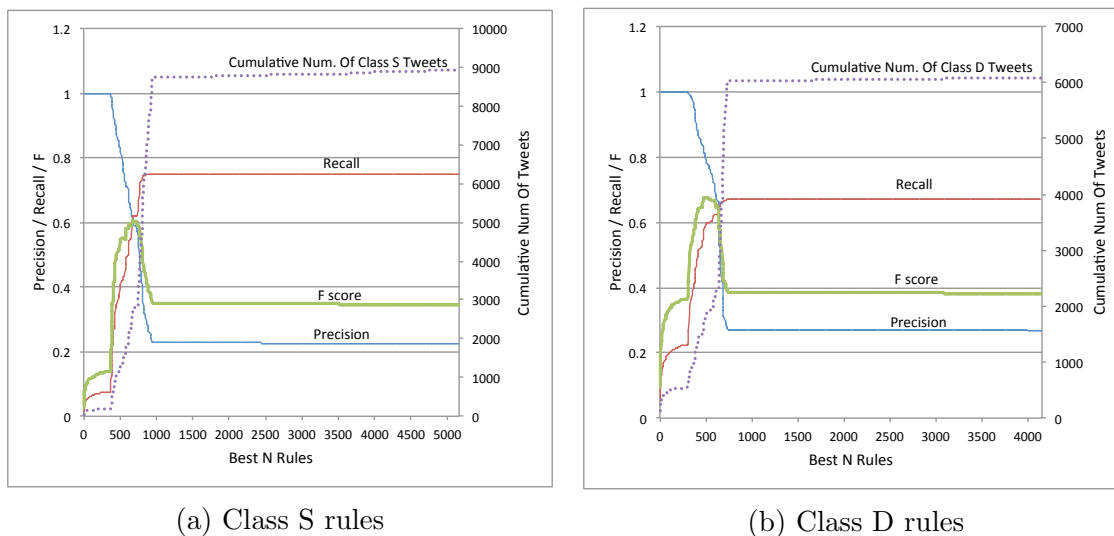 1.2
1
0.8
0.6
0.4
0.2
0
Precision / Recall / F
10000
9000
8000
7000
6000
5000
4000
3000
2000
1000
0
Cumulative Num Of Tweets
Cumulative Num. Of Class S Tweets
Recall
F score
Precision
0 500 1000 1500 2000 2500 3000 3500 4000 4500 5000
Best N Rules
(a) Class S rules
1.2
1
0.8
0.6
0.4
0.2
0
Precision / Recall / F
7000
6000
5000
4000
3000
2000
1000
0
Cumulative Num Of Tweets
Cumulative Num. Of Class D Tweets
Recall
F score
Precision
0 500 1000 1500 2000 2500 3000 3500 4000
Best N Rules
(b) Class D rules